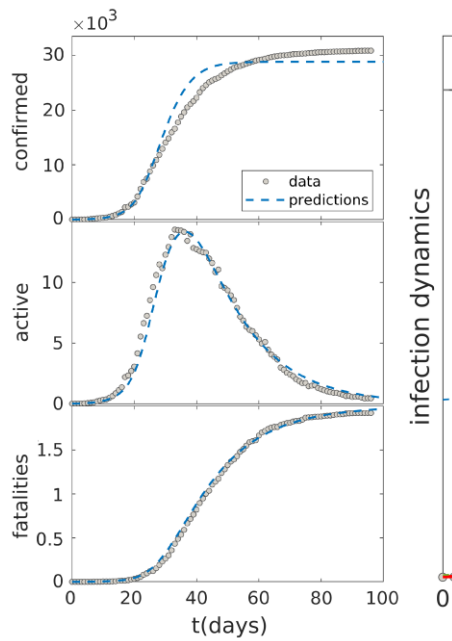 ×10³
confirmed
30
20
10
0
data
predictions
active
10
5
0
fatalities
1.5
1
0.5
0
0 20 40 60 80 100
t(days)
infection dynamics
0